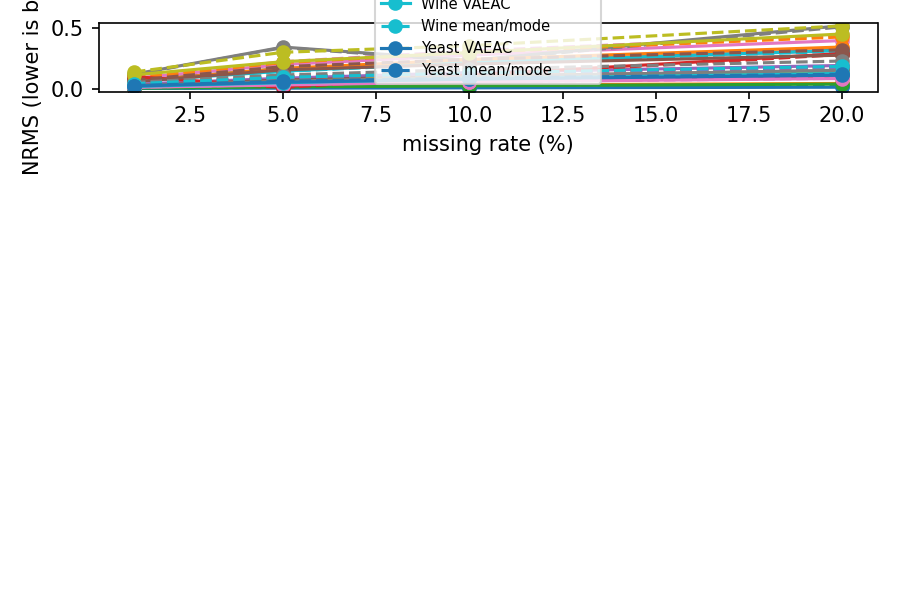 Wine VAEAC
Wine mean/mode
Yeast VAEAC
Yeast mean/mode
0.5
0.0
NRMS (lower is b
2.5 5.0 7.5 10.0 12.5 15.0 17.5 20.0
missing rate (%)